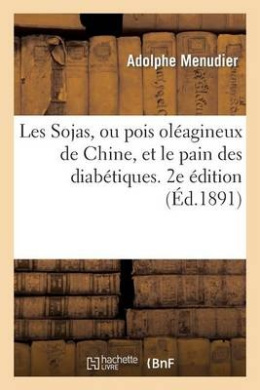 Adolphe Menudier
Les Sojas, ou pois oléagineux
de Chine, et le pain des
diabétiques. 2e édition
(Éd.1891)
hachette
LIVRE
{BnF